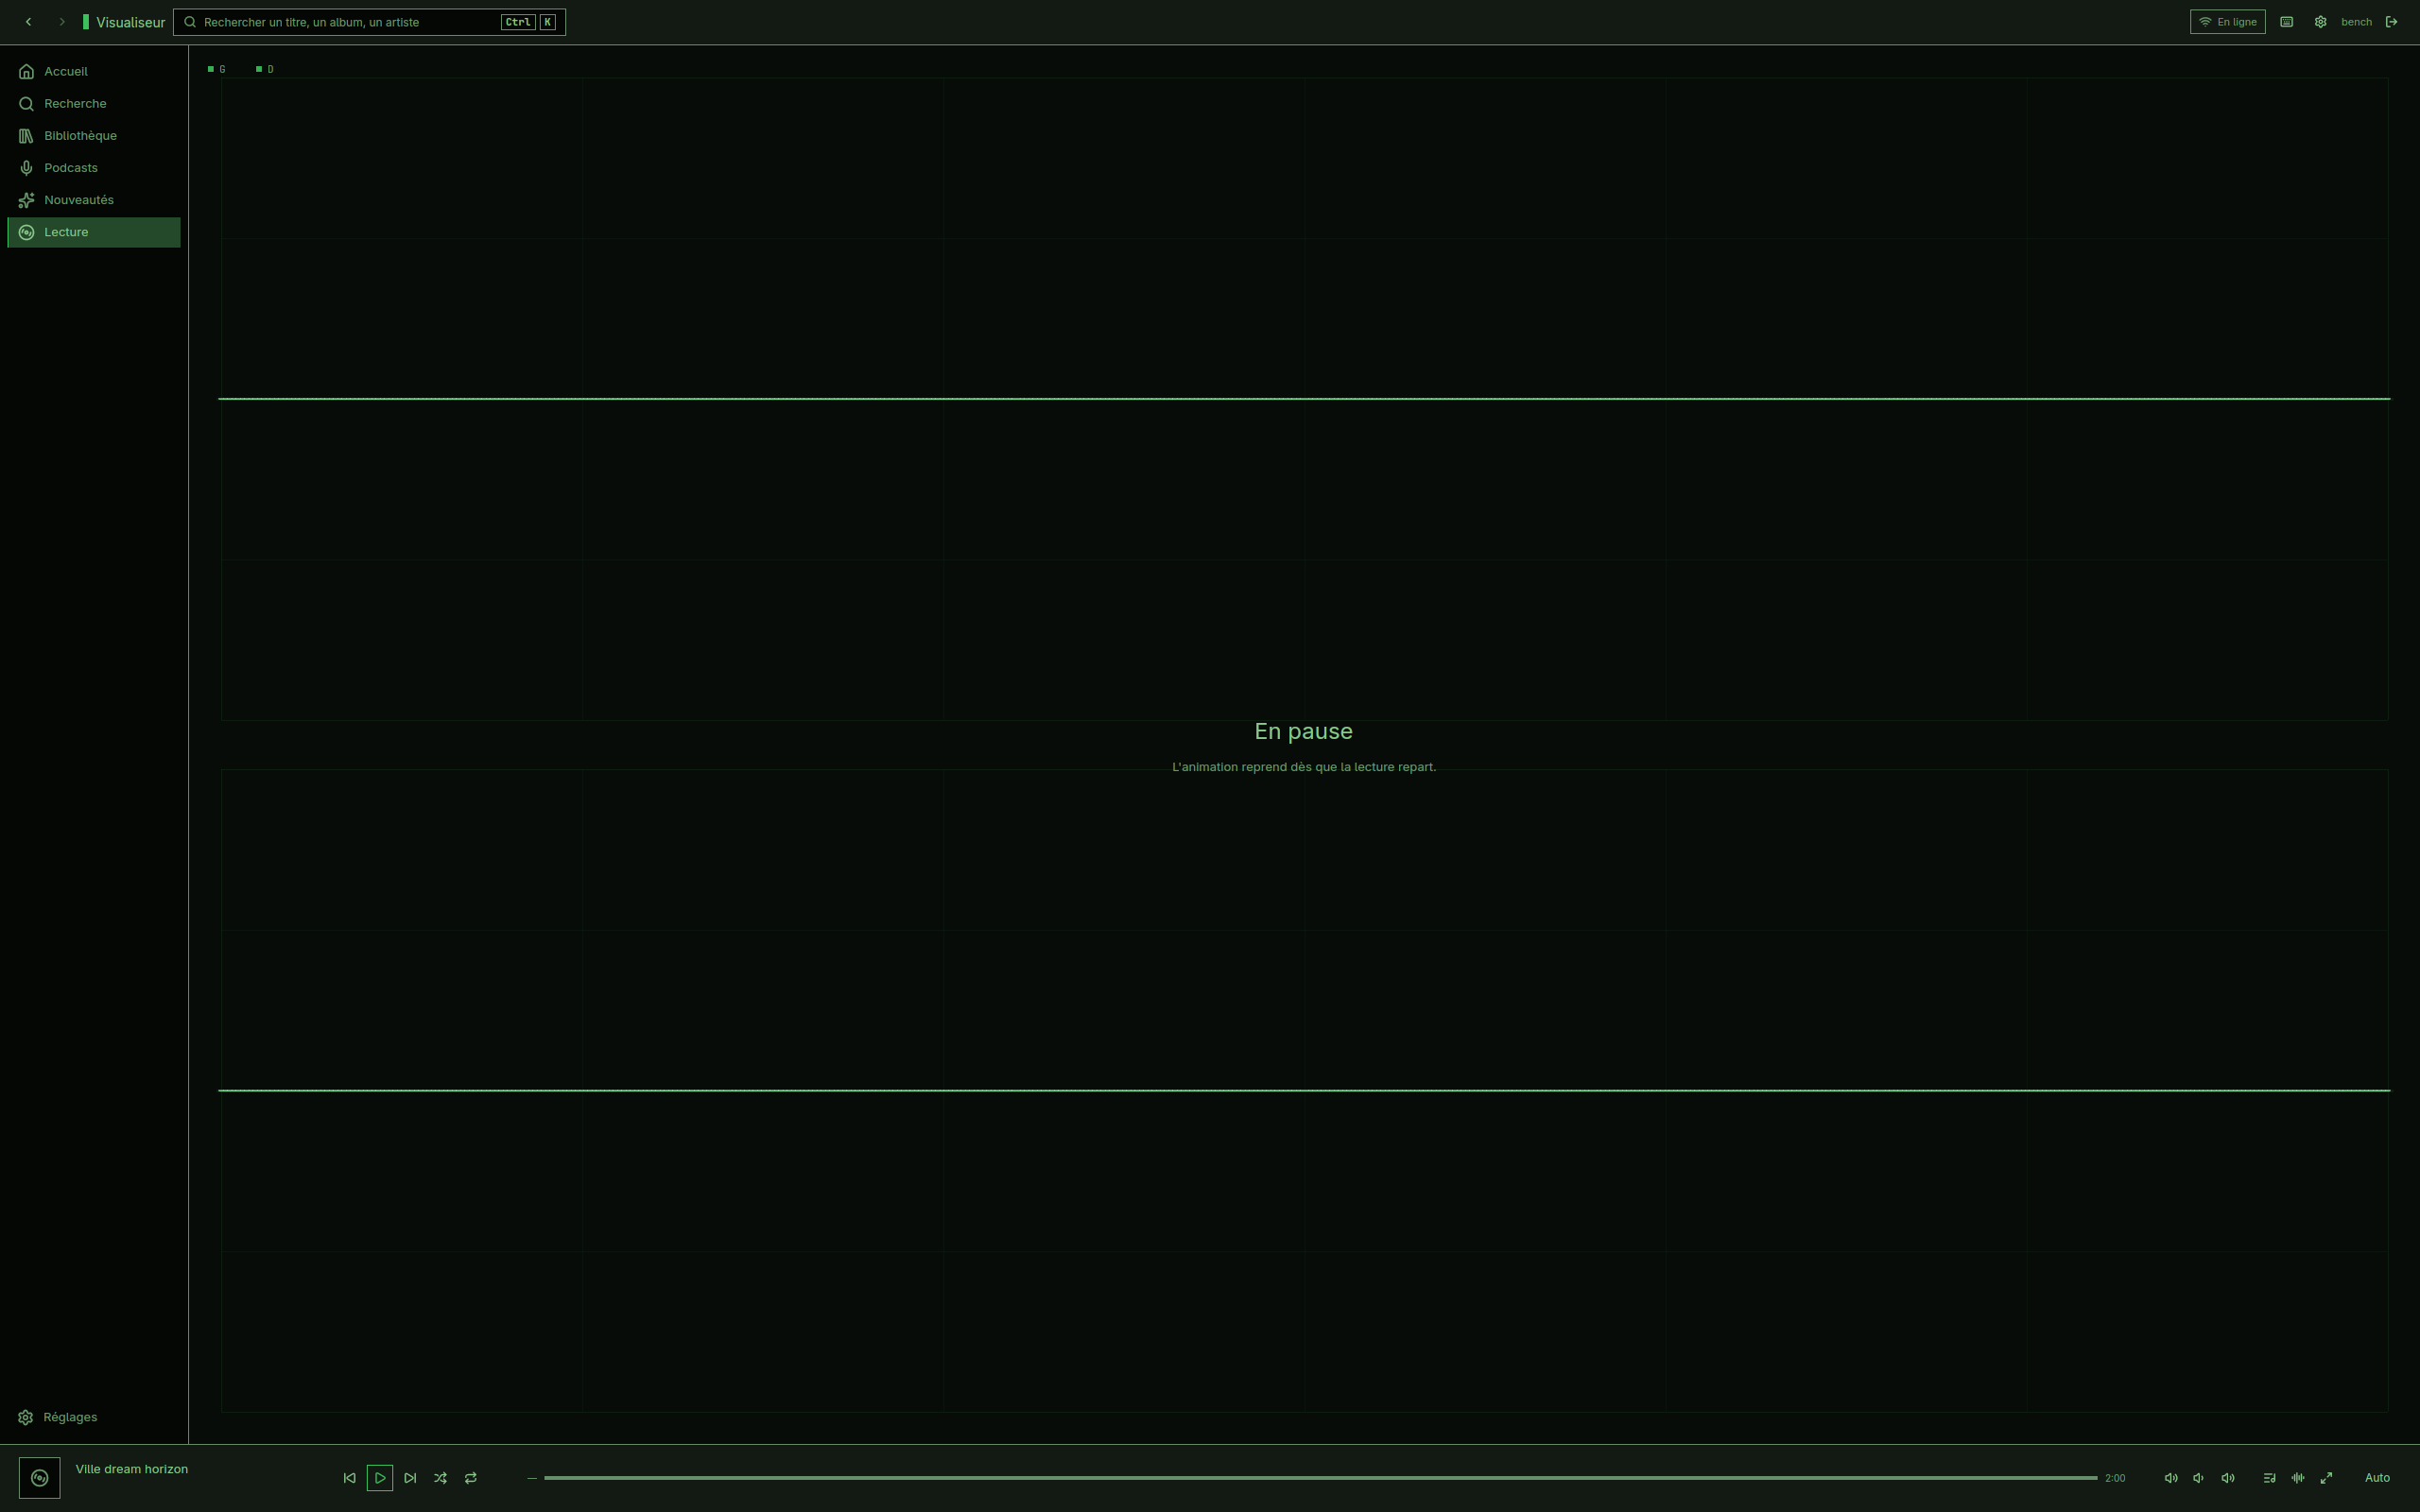 Visualiseur
Rechercher un titre, un album, un artiste
Ctrl K
En ligne
bench
Accueil
Recherche
Bibliothèque
Podcasts
Nouveautés
Lecture
G
D
En pause
L'animation reprend dès que la lecture repart.
Réglages
Ville dream horizon
—
2:00
Auto